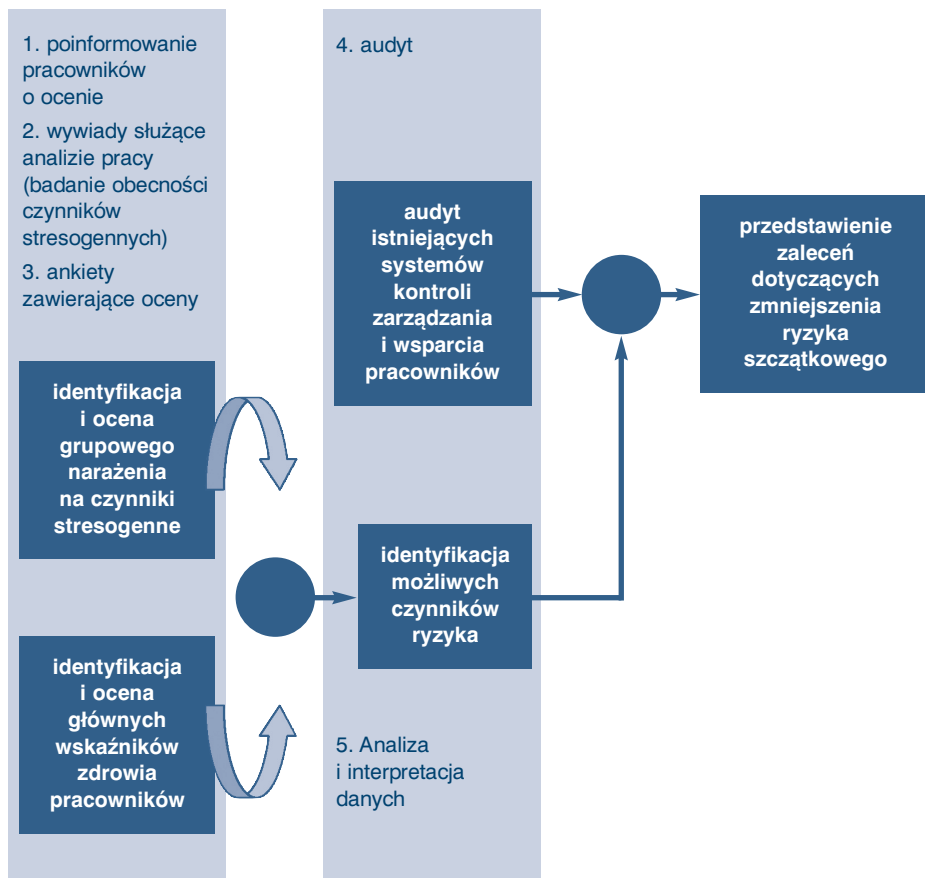 1. poinformowanie
pracowników
o ocenie
2. wywiady służące
analizie pracy
(badanie obecności
czynników
stresogennych)
3. ankiety
zawierające oceny
identyfikacja
i ocena
grupowego
narażenia
na czynniki
stresogenne
identyfikacja
i ocena
głównych
wskaźników
zdrowia
pracowników
4. audyt
audyt
istniejących
systemów
kontroli
zarządzania
i wsparcia
pracowników
identyfikacja
możliwych
czynników
ryzyka
5. Analiza
i interpretacja
danych
przedstawienie
zaleceń
dotyczących
zmniejszenia
ryzyka
szczątkowego